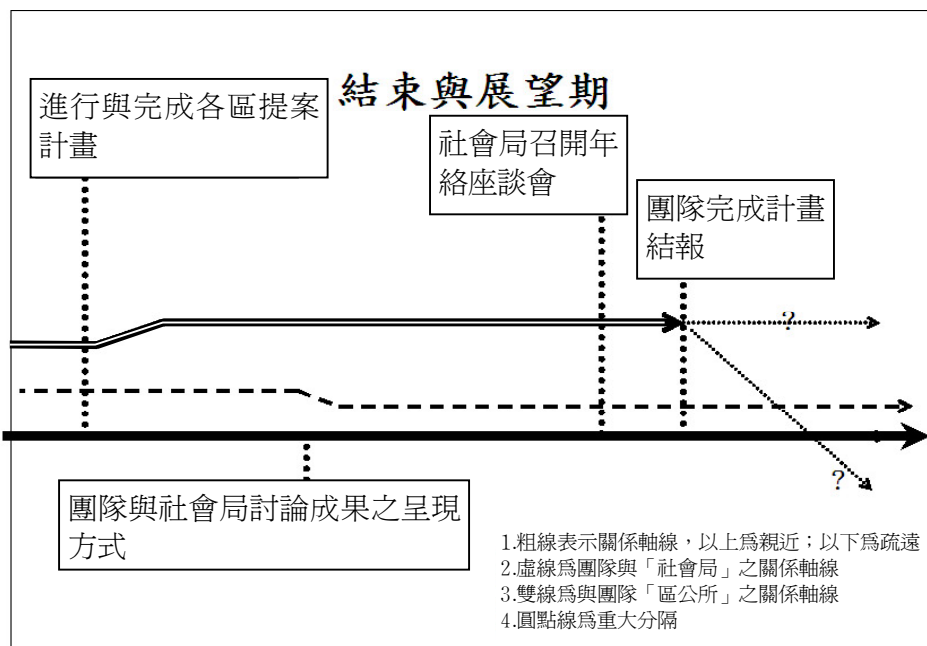 結束與展望期
進行與完成各區提案
計畫
社會局召開年
絡座談會
團隊完成計畫
結報
?
?
團隊與社會局討論成果之呈現
方式
1.粗線表示關係軸線，以上為親近；以下為疏遠
2.虛線為團隊與「社會局」之關係軸線
3.雙線為與團隊「區公所」之關係軸線
4.圓點線為重大分隔